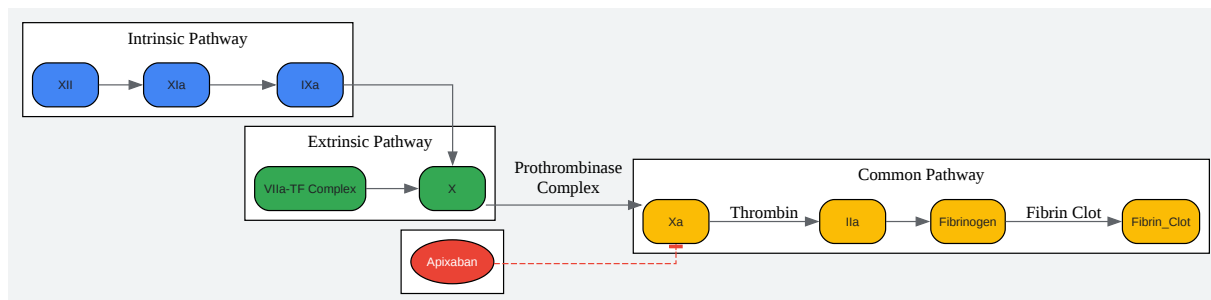 Intrinsic Pathway
XII
XIa
IXa
Extrinsic Pathway
VIIa-TF Complex
X
Prothrombinase
Complex
Common Pathway
Xa
Thrombin
IIa
Fibrinogen
Fibrin Clot
Fibrin_Clot
Apixaban